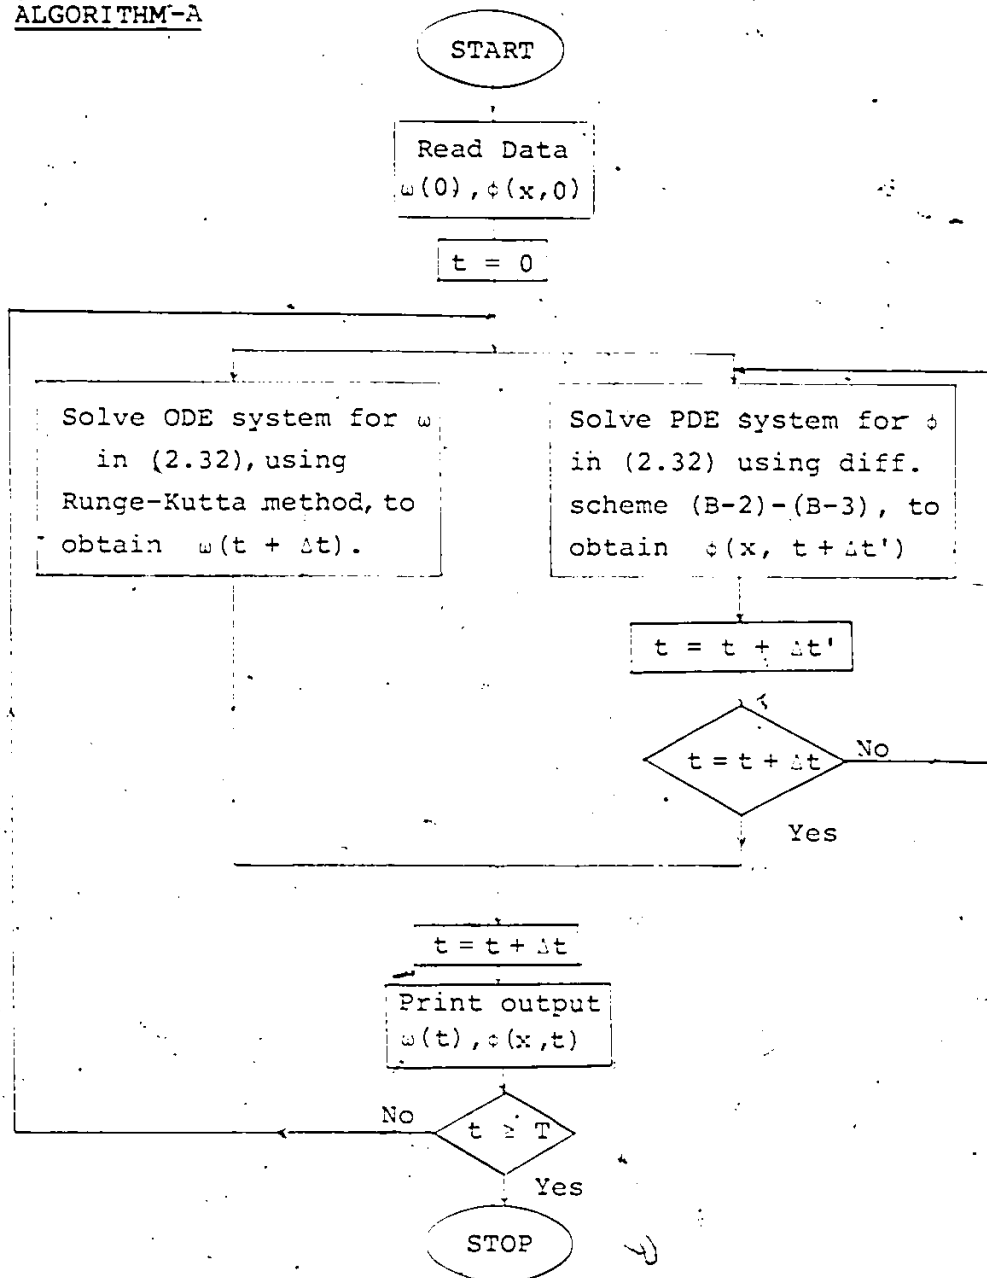 ALGORITHM-A
START
Read Data
ω(0), φ(x,0)
t = 0
Solve ODE system for ω
in (2.32), using
Runge-Kutta method, to
obtain ω(t + Δt).
Solve PDE system for φ
in (2.32) using diff.
scheme (B-2)-(B-3), to
obtain φ(x, t + Δt')
t = t + Δt'
t = t + Δt
No
Yes
t = t + Δt
Print output
ω(t), φ(x,t)
No
t ≥ T
Yes
STOP